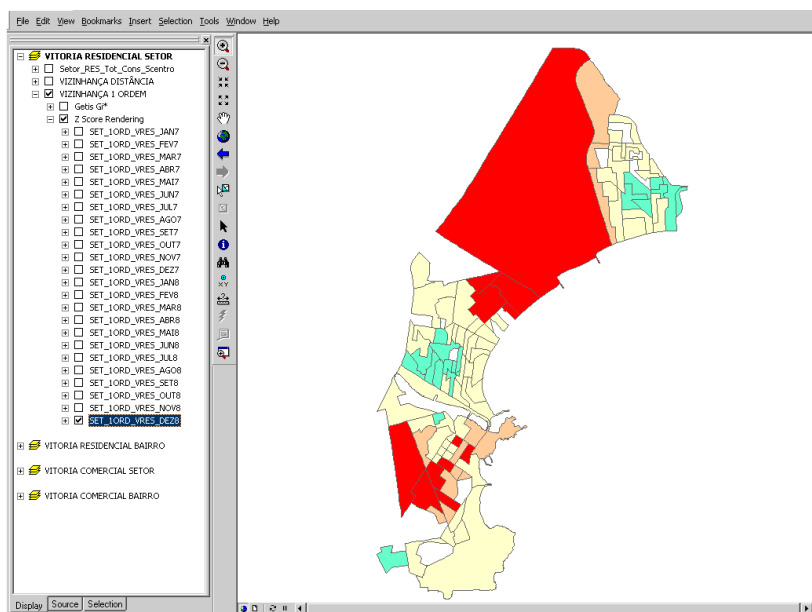 File Edit View Bookmarks Insert Selection Tools Window Help
VITORIA RESIDENCIAL SETOR
Setor_RES_Tot_Cons_Scentro
VIZINHANÇA DISTÂNCIA
VIZINHANÇA 1 ORDEM
Getis Gi*
Z Score Rendering
SET_1ORD_VRES_JAN7
SET_1ORD_VRES_FEV7
SET_1ORD_VRES_MAR7
SET_1ORD_VRES_ABR7
SET_1ORD_VRES_MAI7
SET_1ORD_VRES_JUN7
SET_1ORD_VRES_JUL7
SET_1ORD_VRES_AGO7
SET_1ORD_VRES_SET7
SET_1ORD_VRES_OUT7
SET_1ORD_VRES_NOV7
SET_1ORD_VRES_DEZ7
SET_1ORD_VRES_JAN8
SET_1ORD_VRES_FEV8
SET_1ORD_VRES_MAR8
SET_1ORD_VRES_ABR8
SET_1ORD_VRES_MAI8
SET_1ORD_VRES_JUN8
SET_1ORD_VRES_JUL8
SET_1ORD_VRES_AGO8
SET_1ORD_VRES_SET8
SET_1ORD_VRES_OUT8
SET_1ORD_VRES_NOV8
SET_1ORD_VRES_DEZ8
VITORIA RESIDENCIAL BAIRRO
VITORIA COMERCIAL SETOR
VITORIA COMERCIAL BAIRRO
Display Source Selection
XY